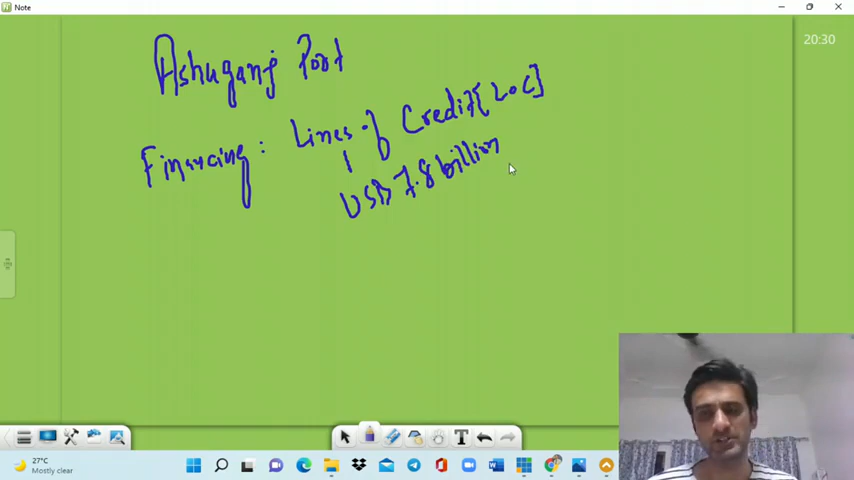 Note
20:30
Ashuganj Port
Financing: Lines of Credit [LOC]
USD 7.8 billion
27°C
Mostly clear